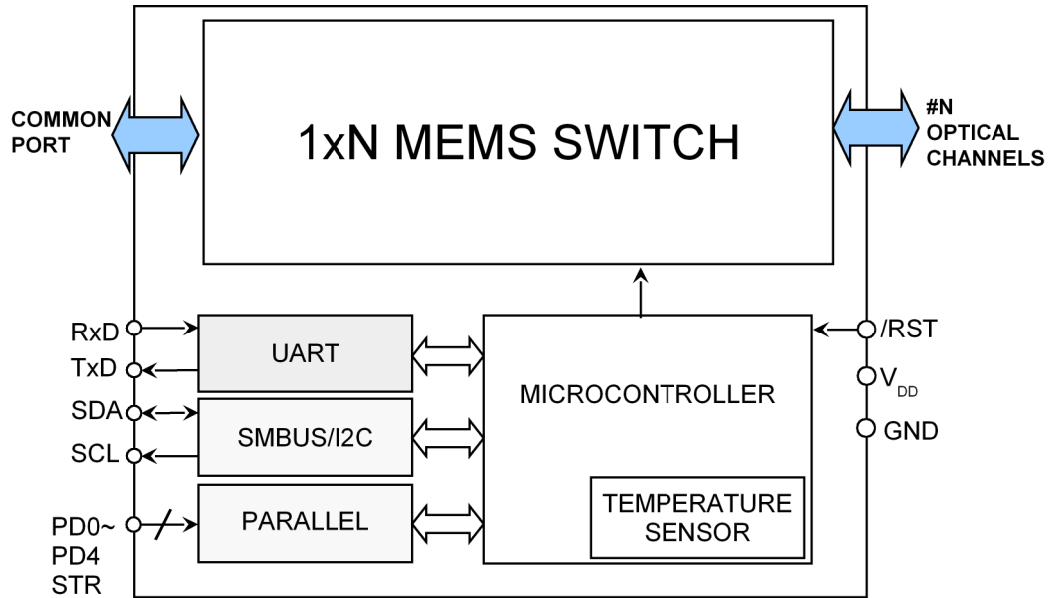 COMMON
PORT
1xN MEMS SWITCH
#N
OPTICAL
CHANNELS
RxD
TxD
SDA
SCL
PD0~
PD4
STR
UART
SMBUS/I2C
PARALLEL
MICROCONTROLLER
TEMPERATURE
SENSOR
/RST
VDD
GND